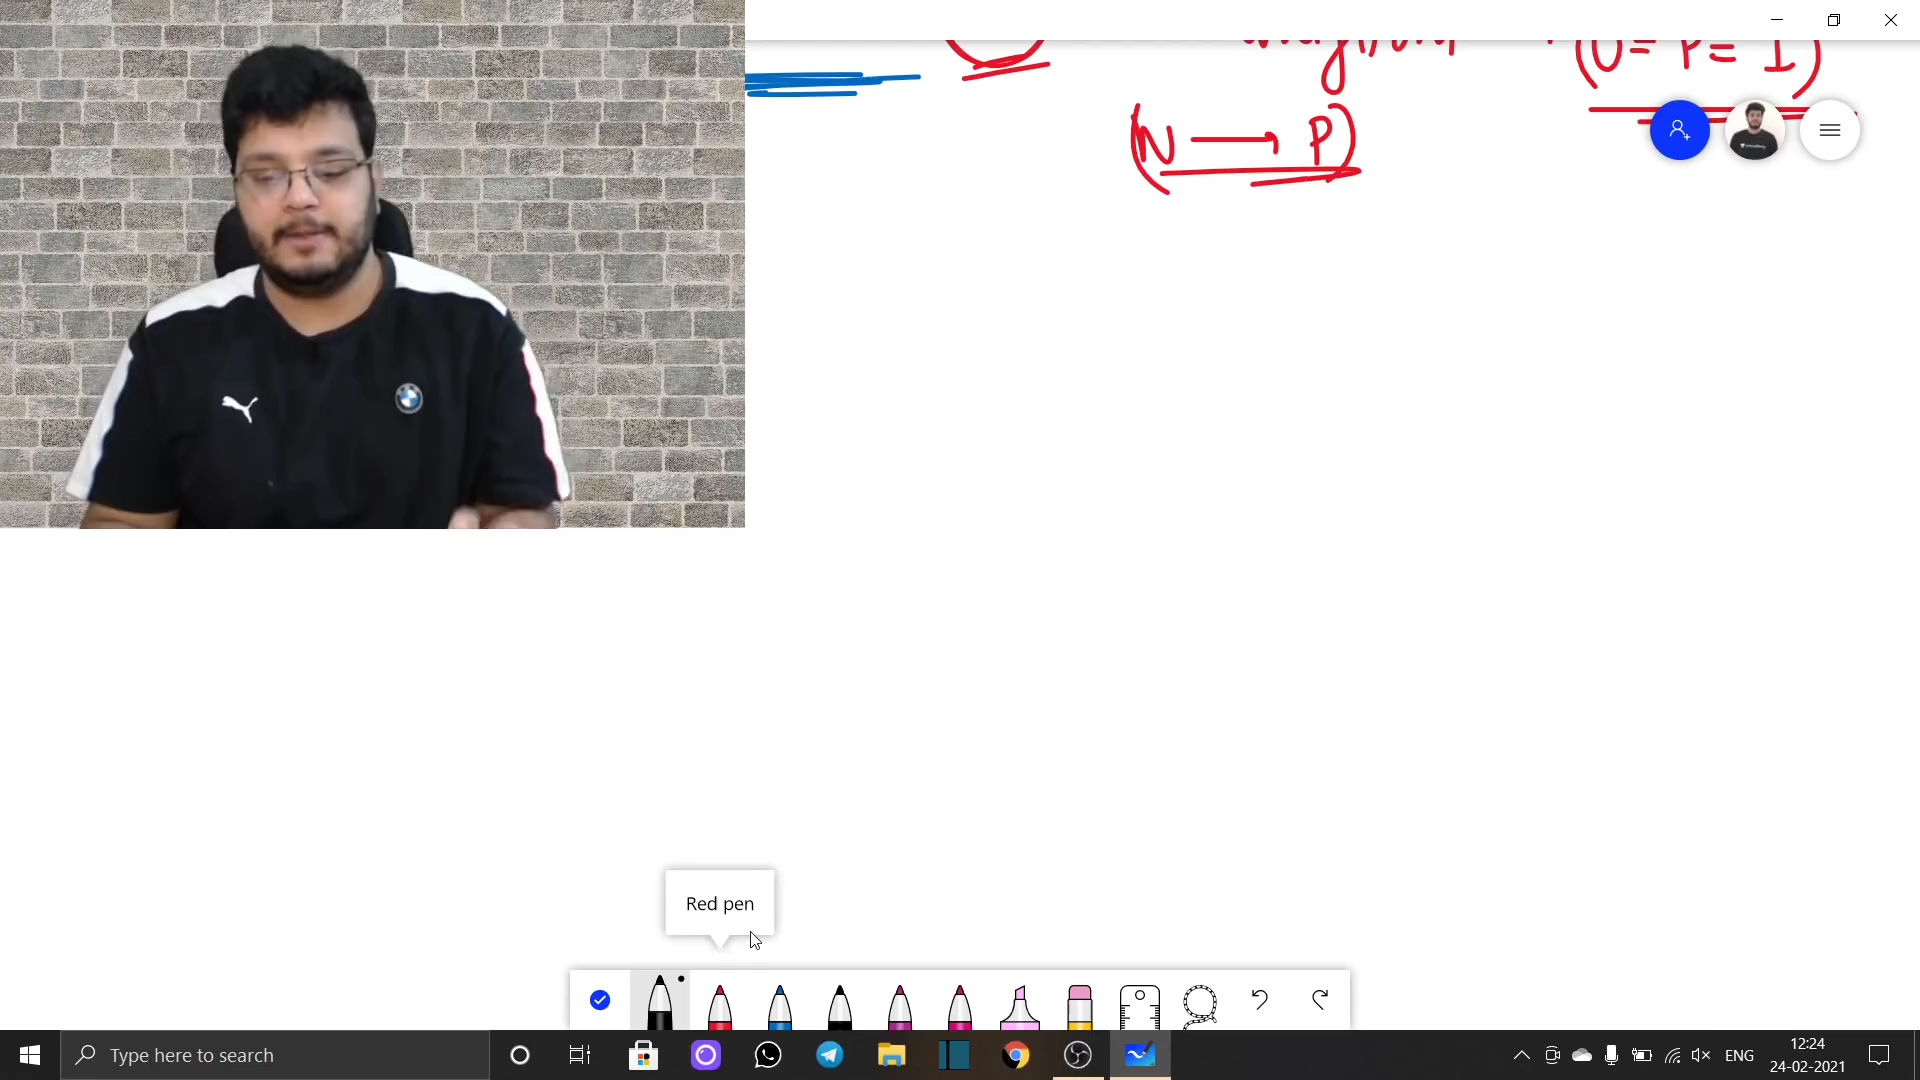 (U = P = I)
(N → P)
Red pen
Type here to search
ENG
12:24
24-02-2021